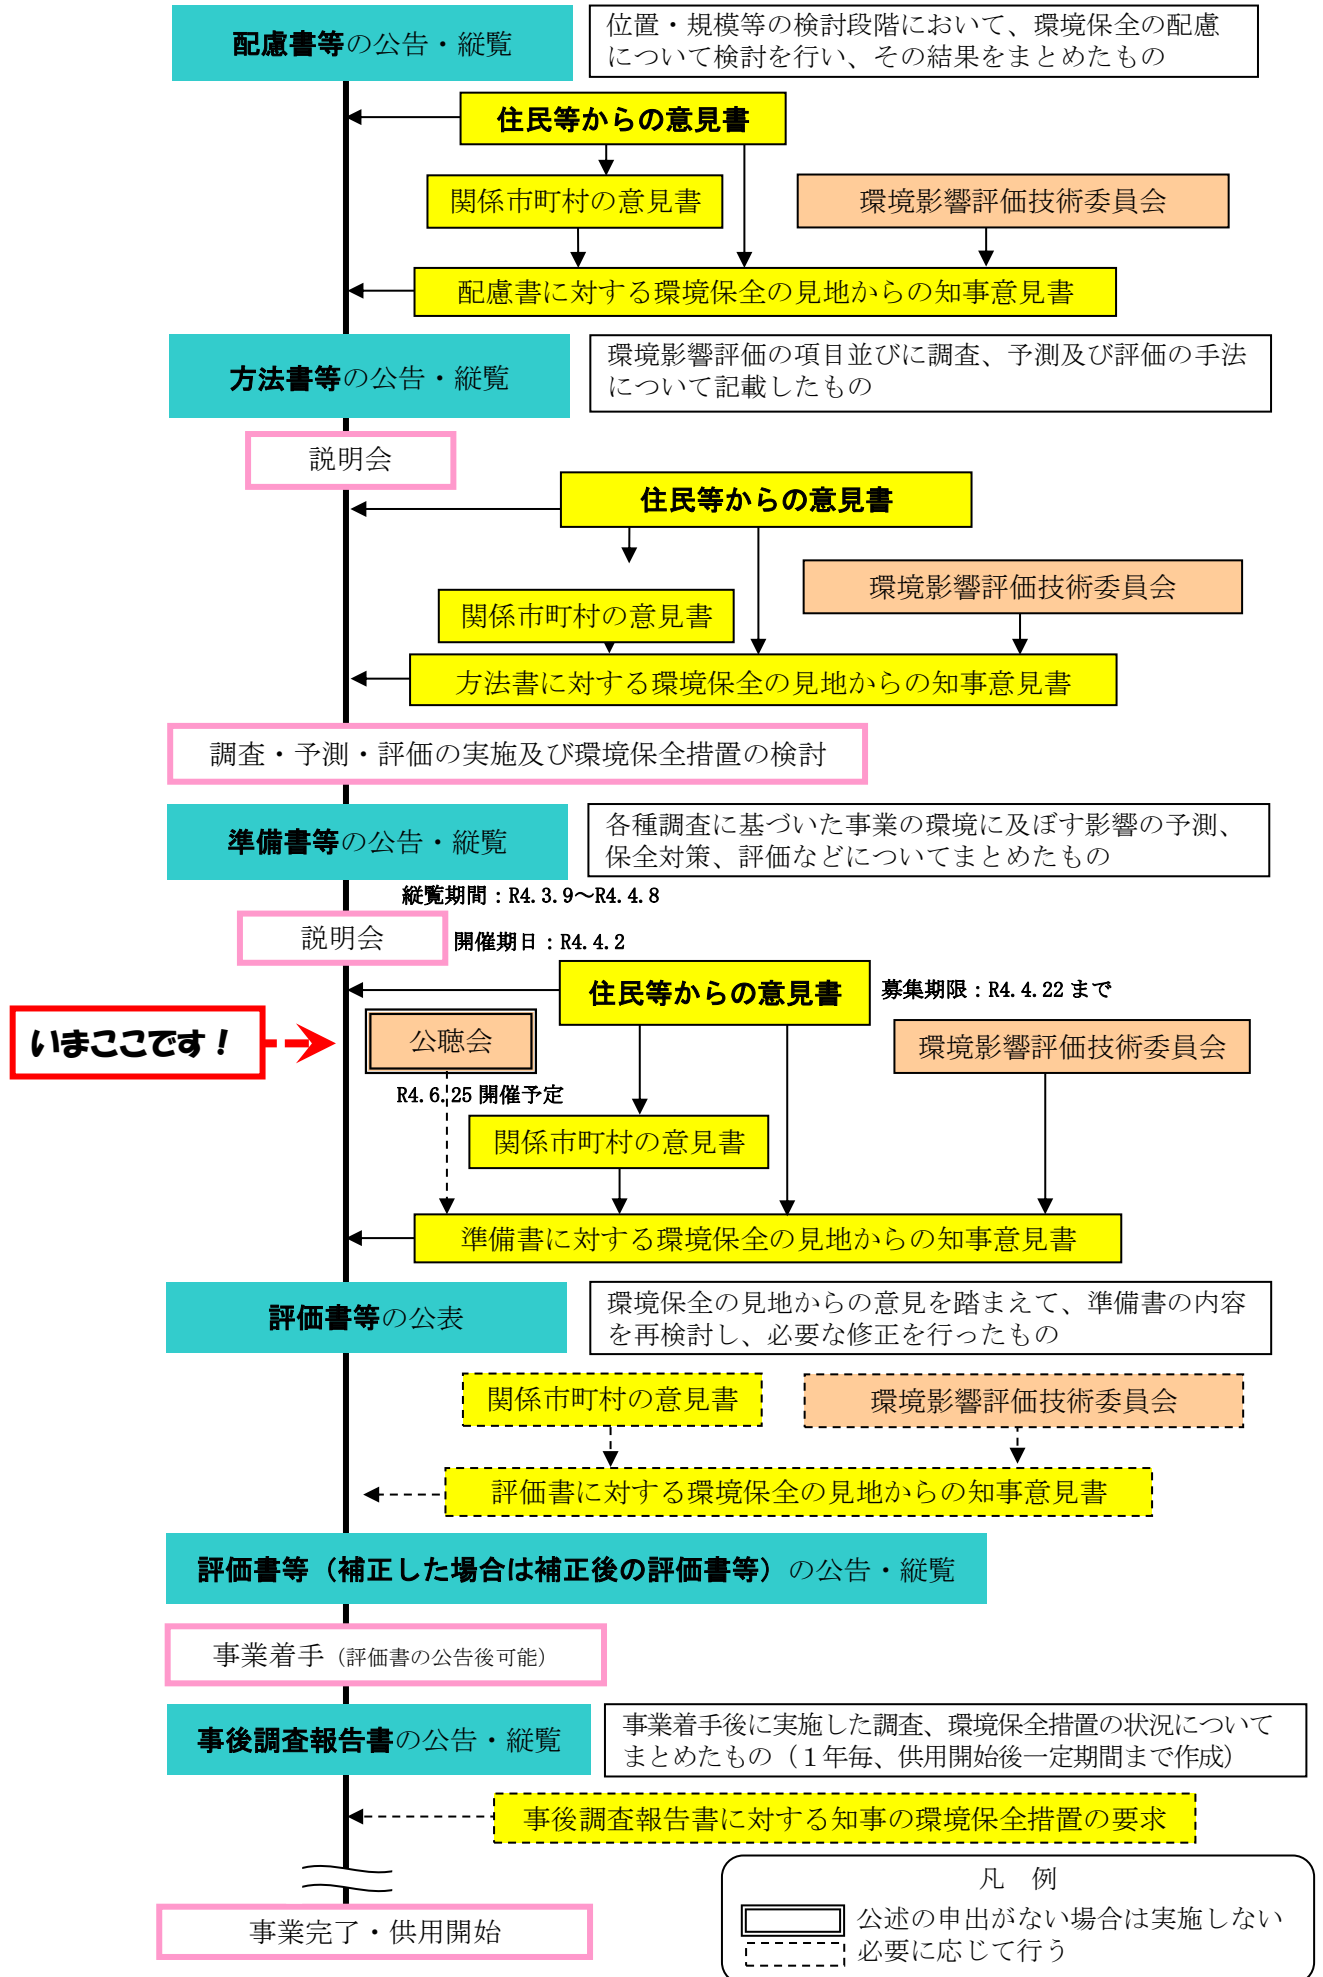 配慮書等の公告・縦覧
位置・規模等の検討段階において、環境保全の配慮
について検討を行い、その結果をまとめたもの
住民等からの意見書
関係市町村の意見書
環境影響評価技術委員会
配慮書に対する環境保全の見地からの知事意見書
方法書等の公告・縦覧
環境影響評価の項目並びに調査、予測及び評価の手法
について記載したもの
説明会
住民等からの意見書
環境影響評価技術委員会
関係市町村の意見書
方法書に対する環境保全の見地からの知事意見書
調査・予測・評価の実施及び環境保全措置の検討
準備書等の公告・縦覧
各種調査に基づいた事業の環境に及ぼす影響の予測、
保全対策、評価などについてまとめたもの
縦覧期間：R4.3.9～R4.4.8
説明会
開催期日：R4.4.2
住民等からの意見書
募集期限：R4.4.22 まで
いまここです！
公聴会
環境影響評価技術委員会
R4.6.25 開催予定
関係市町村の意見書
準備書に対する環境保全の見地からの知事意見書
評価書等の公表
環境保全の見地からの意見を踏まえて、準備書の内容
を再検討し、必要な修正を行ったもの
関係市町村の意見書
環境影響評価技術委員会
評価書に対する環境保全の見地からの知事意見書
評価書等（補正した場合は補正後の評価書等）の公告・縦覧
事業着手（評価書の公告後可能）
事後調査報告書の公告・縦覧
事業着手後に実施した調査、環境保全措置の状況について
まとめたもの（１年毎、供用開始後一定期間まで作成）
事後調査報告書に対する知事の環境保全措置の要求
凡 例
公述の申出がない場合は実施しない
必要に応じて行う
事業完了・供用開始